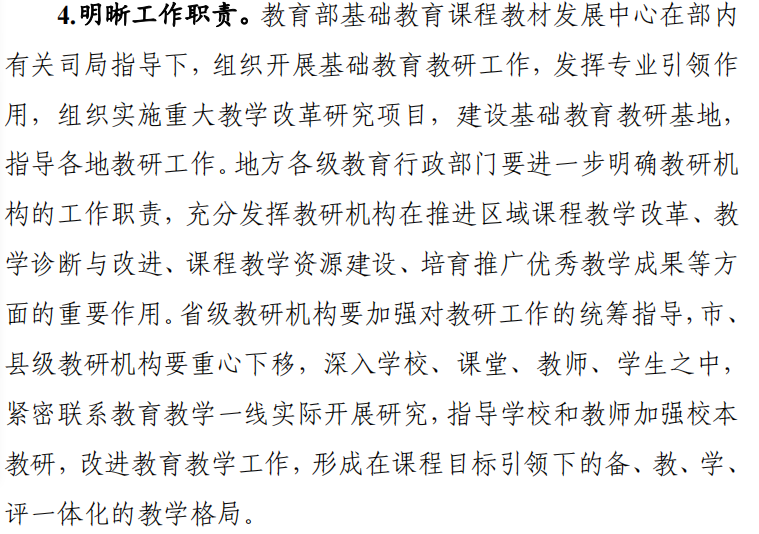 4.明晰工作职责。教育部基础教育课程教材发展中心在部内
有关司局指导下，组织开展基础教育教研工作，发挥专业引领作
用，组织实施重大教学改革研究项目，建设基础教育教研基地，
指导各地教研工作。地方各级教育行政部门要进一步明确教研机
构的工作职责，充分发挥教研机构在推进区域课程教学改革、教
学诊断与改进、课程教学资源建设、培育推广优秀教学成果等方
面的重要作用。省级教研机构要加强对教研工作的统筹指导，市、
县级教研机构要重心下移，深入学校、课堂、教师、学生之中，
紧密联系教育教学一线实际开展研究，指导学校和教师加强校本
教研，改进教育教学工作，形成在课程目标引领下的备、教、学、
评一体化的教学格局。